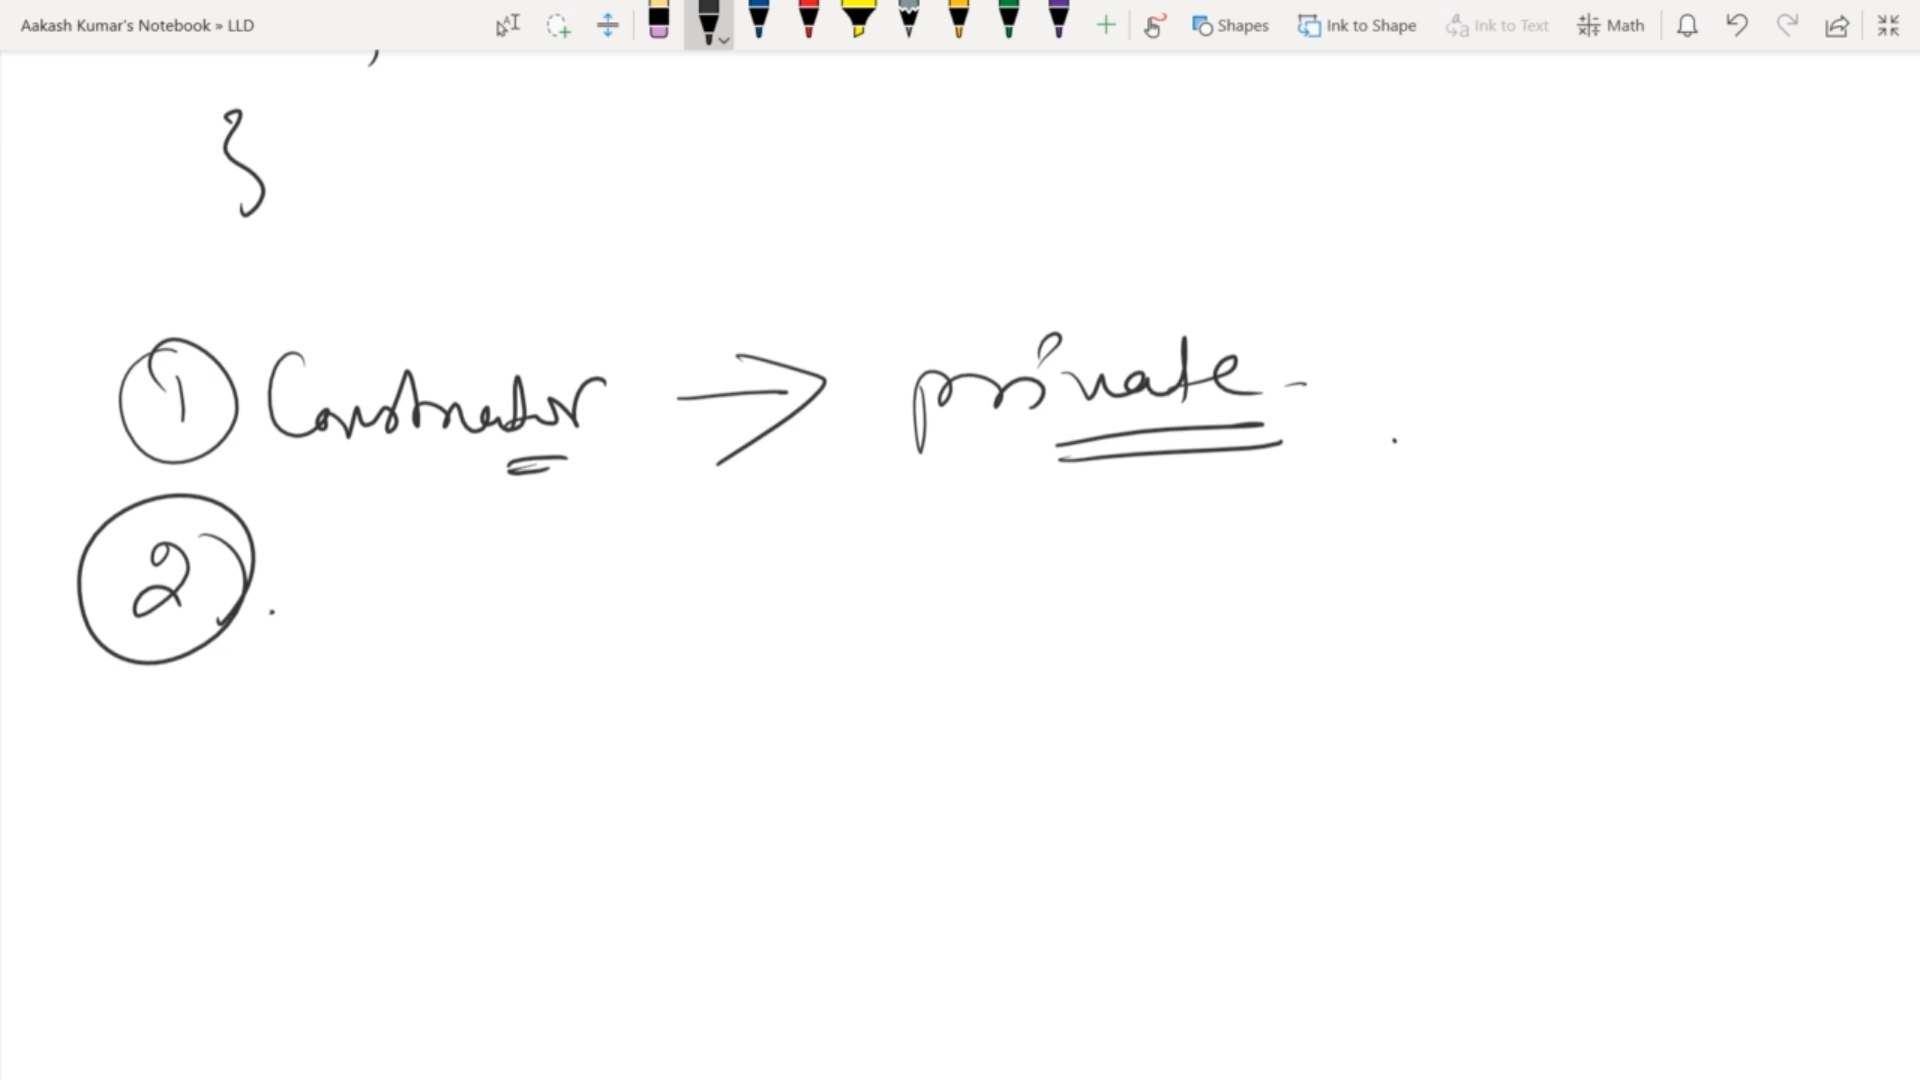 Aakash Kumar's Notebook » LLD Shapes Ink to Shape Ink to Text Math
}
① Constructor → private -
②.